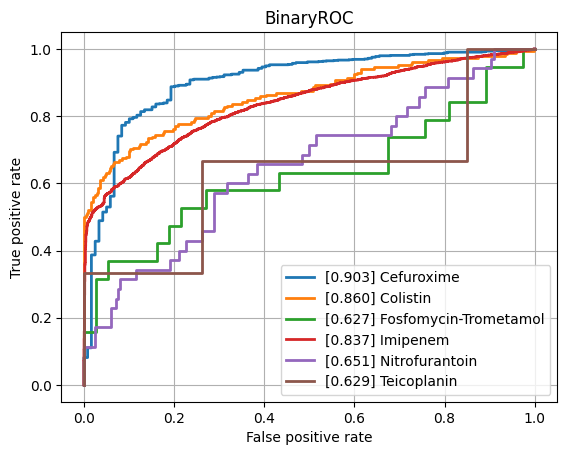 BinaryROC
True positive rate
1.0
0.8
0.6
0.4
0.2
0.0
[0.903] Cefuroxime
[0.860] Colistin
[0.627] Fosfomycin-Trometamol
[0.837] Imipenem
[0.651] Nitrofurantoin
[0.629] Teicoplanin
0.0 0.2 0.4 0.6 0.8 1.0
False positive rate